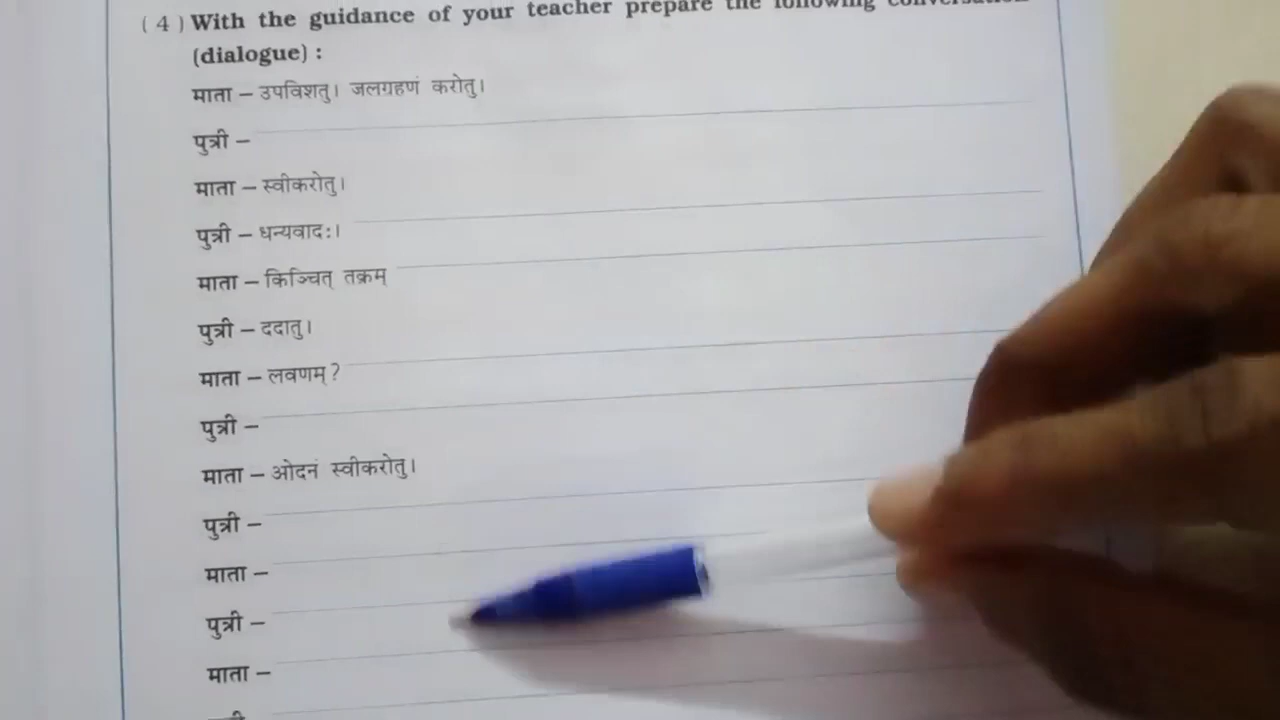 ( 4 ) With the guidance of your teacher prepare the following conversation
(dialogue) :
माता – उपविशतु। जलग्रहणं करोतु।
पुत्री –
माता – स्वीकरोतु।
पुत्री – धन्यवादः।
माता – किञ्चित् तक्रम्
पुत्री – ददातु।
माता – लवणम् ?
पुत्री –
माता – ओदनं स्वीकरोतु।
पुत्री –
माता –
पुत्री –
माता –